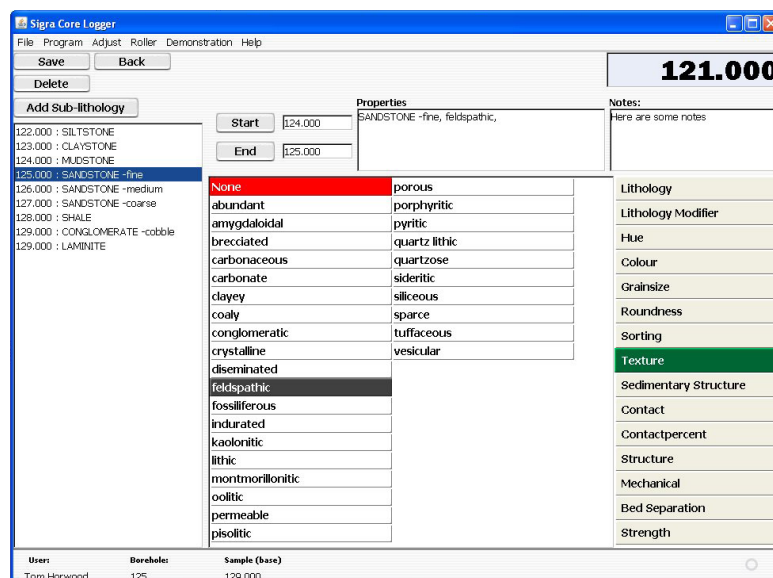 Sigra Core Logger
File Program Adjust Roller Demonstration Help
Save Back
Delete
121.000
Add Sub-lithology
Start 124.000
End 125.000
Properties
SANDSTONE -fine, feldspathic,
Notes:
Here are some notes
122.000 : SILTSTONE
123.000 : CLAYSTONE
124.000 : MUDSTONE
125.000 : SANDSTONE -fine
126.000 : SANDSTONE -medium
127.000 : SANDSTONE -coarse
128.000 : SHALE
129.000 : CONGLOMERATE -cobble
129.000 : LAMINITE
None
abundant
amygdaloidal
brecciated
carbonaceous
carbonate
clayey
coaly
conglomeratic
crystalline
diseminated
feldspathic
fossiliferous
indurated
kaolonitic
lithic
montmorillonitic
oolitic
permeable
pisolitic
porous
porphyritic
pyritic
quartz lithic
quartzose
sideritic
siliceous
sparce
tuffaceous
vesicular
Lithology
Lithology Modifier
Hue
Colour
Grainsize
Roundness
Sorting
Texture
Sedimentary Structure
Contact
Contactpercent
Structure
Mechanical
Bed Separation
Strength
User: Borehole: Sample (base)
Tom Horwood 125 129.000